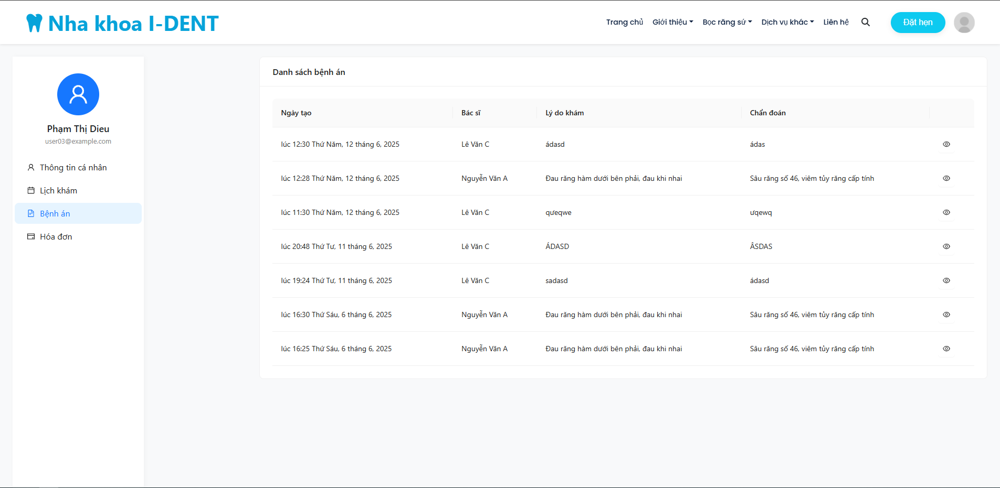 Nha khoa I-DENT
Trang chủ Giới thiệu Bọc răng sứ Dịch vụ khác Liên hệ Đặt hẹn
Phạm Thị Dieu
user03@example.com
Thông tin cá nhân
Lịch khám
Bệnh án
Hóa đơn
Danh sách bệnh án
Ngày tạo Bác sĩ Lý do khám Chẩn đoán
lúc 12:30 Thứ Năm, 12 tháng 6, 2025 Lê Văn C ádasd ádas
lúc 12:28 Thứ Năm, 12 tháng 6, 2025 Nguyễn Văn A Đau răng hàm dưới bên phải, đau khi nhai Sâu răng số 46, viêm tủy răng cấp tính
lúc 11:30 Thứ Năm, 12 tháng 6, 2025 Lê Văn C qưeqwe ưqewq
lúc 20:48 Thứ Tư, 11 tháng 6, 2025 Lê Văn C ÁDASD ÂSDAS
lúc 19:24 Thứ Tư, 11 tháng 6, 2025 Lê Văn C sadasd ádasd
lúc 16:30 Thứ Sáu, 6 tháng 6, 2025 Nguyễn Văn A Đau răng hàm dưới bên phải, đau khi nhai Sâu răng số 46, viêm tủy răng cấp tính
lúc 16:25 Thứ Sáu, 6 tháng 6, 2025 Nguyễn Văn A Đau răng hàm dưới bên phải, đau khi nhai Sâu răng số 46, viêm tủy răng cấp tính